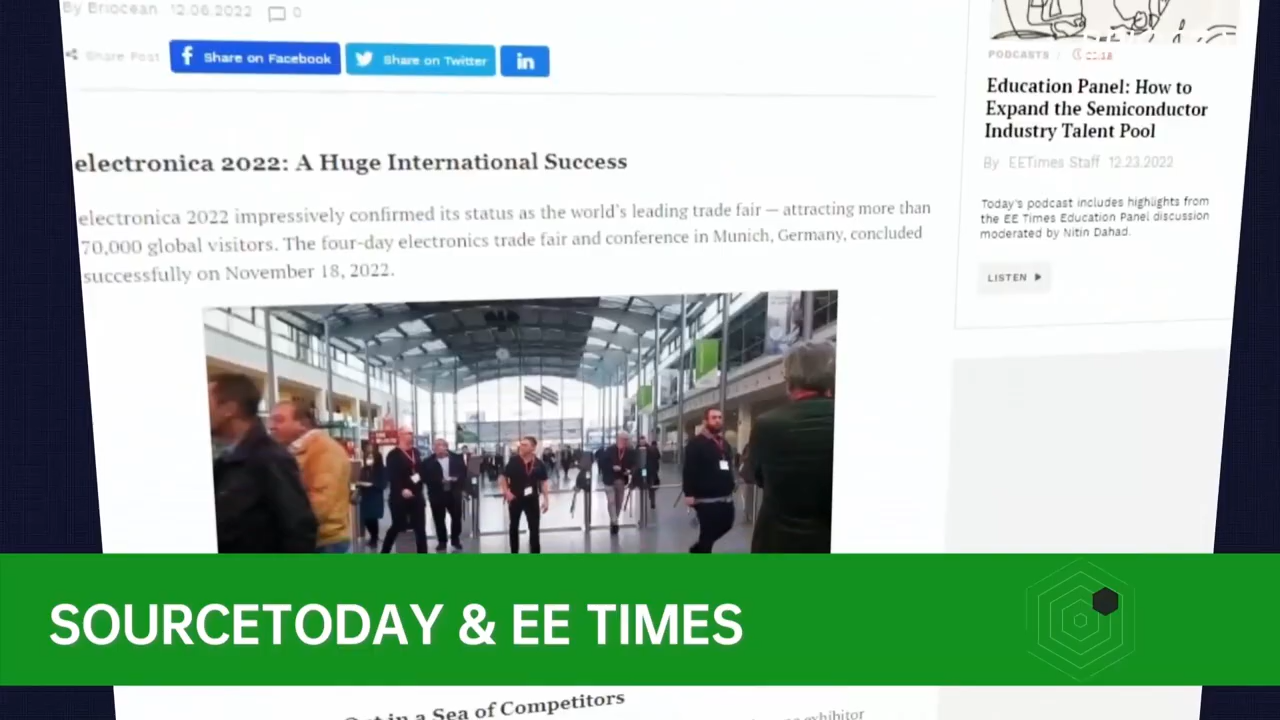 By Briocean 12.06.2022 0
Share Post Share on Facebook Share on Twitter in
electronica 2022: A Huge International Success
electronica 2022 impressively confirmed its status as the world's leading trade fair — attracting more than
70,000 global visitors. The four-day electronics trade fair and conference in Munich, Germany, concluded
successfully on November 18, 2022.
PODCASTS /
Education Panel: How to
Expand the Semiconductor
Industry Talent Pool
By EETimes Staff 12.23.2022
Today's podcast includes highlights from
the EE Times Education Panel discussion
moderated by Nitin Dahad.
LISTEN
SOURCETODAY & EE TIMES
in a Sea of Competitors
exhibitor